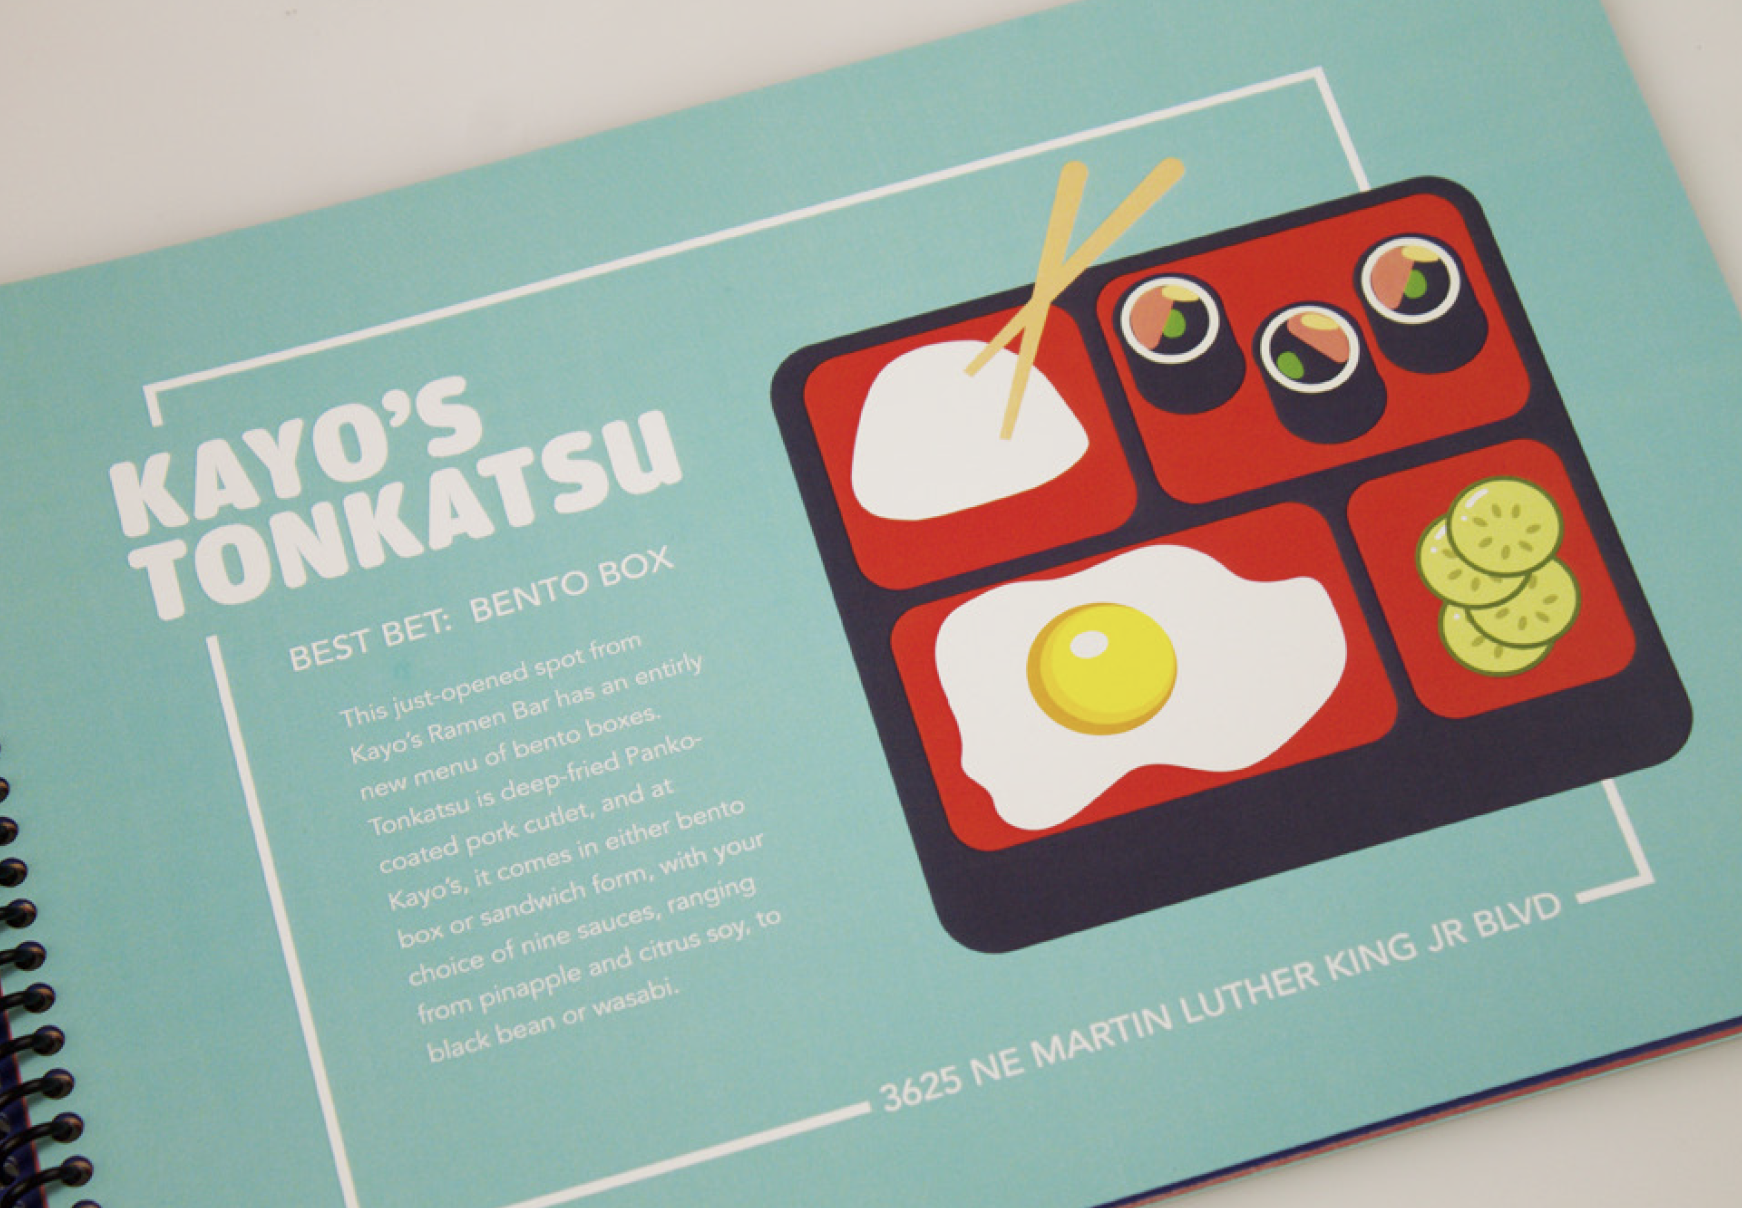 KAYO'S
TONKATSU
BEST BET: BENTO BOX
This just-opened spot from
Kayo's Ramen Bar has an entirly
new menu of bento boxes.
Tonkatsu is deep-fried Panko-
coated pork cutlet, and at
Kayo's, it comes in either bento
box or sandwich form, with your
choice of nine sauces, ranging
from pinapple and citrus soy, to
black bean or wasabi.
3625 NE MARTIN LUTHER KING JR BLVD